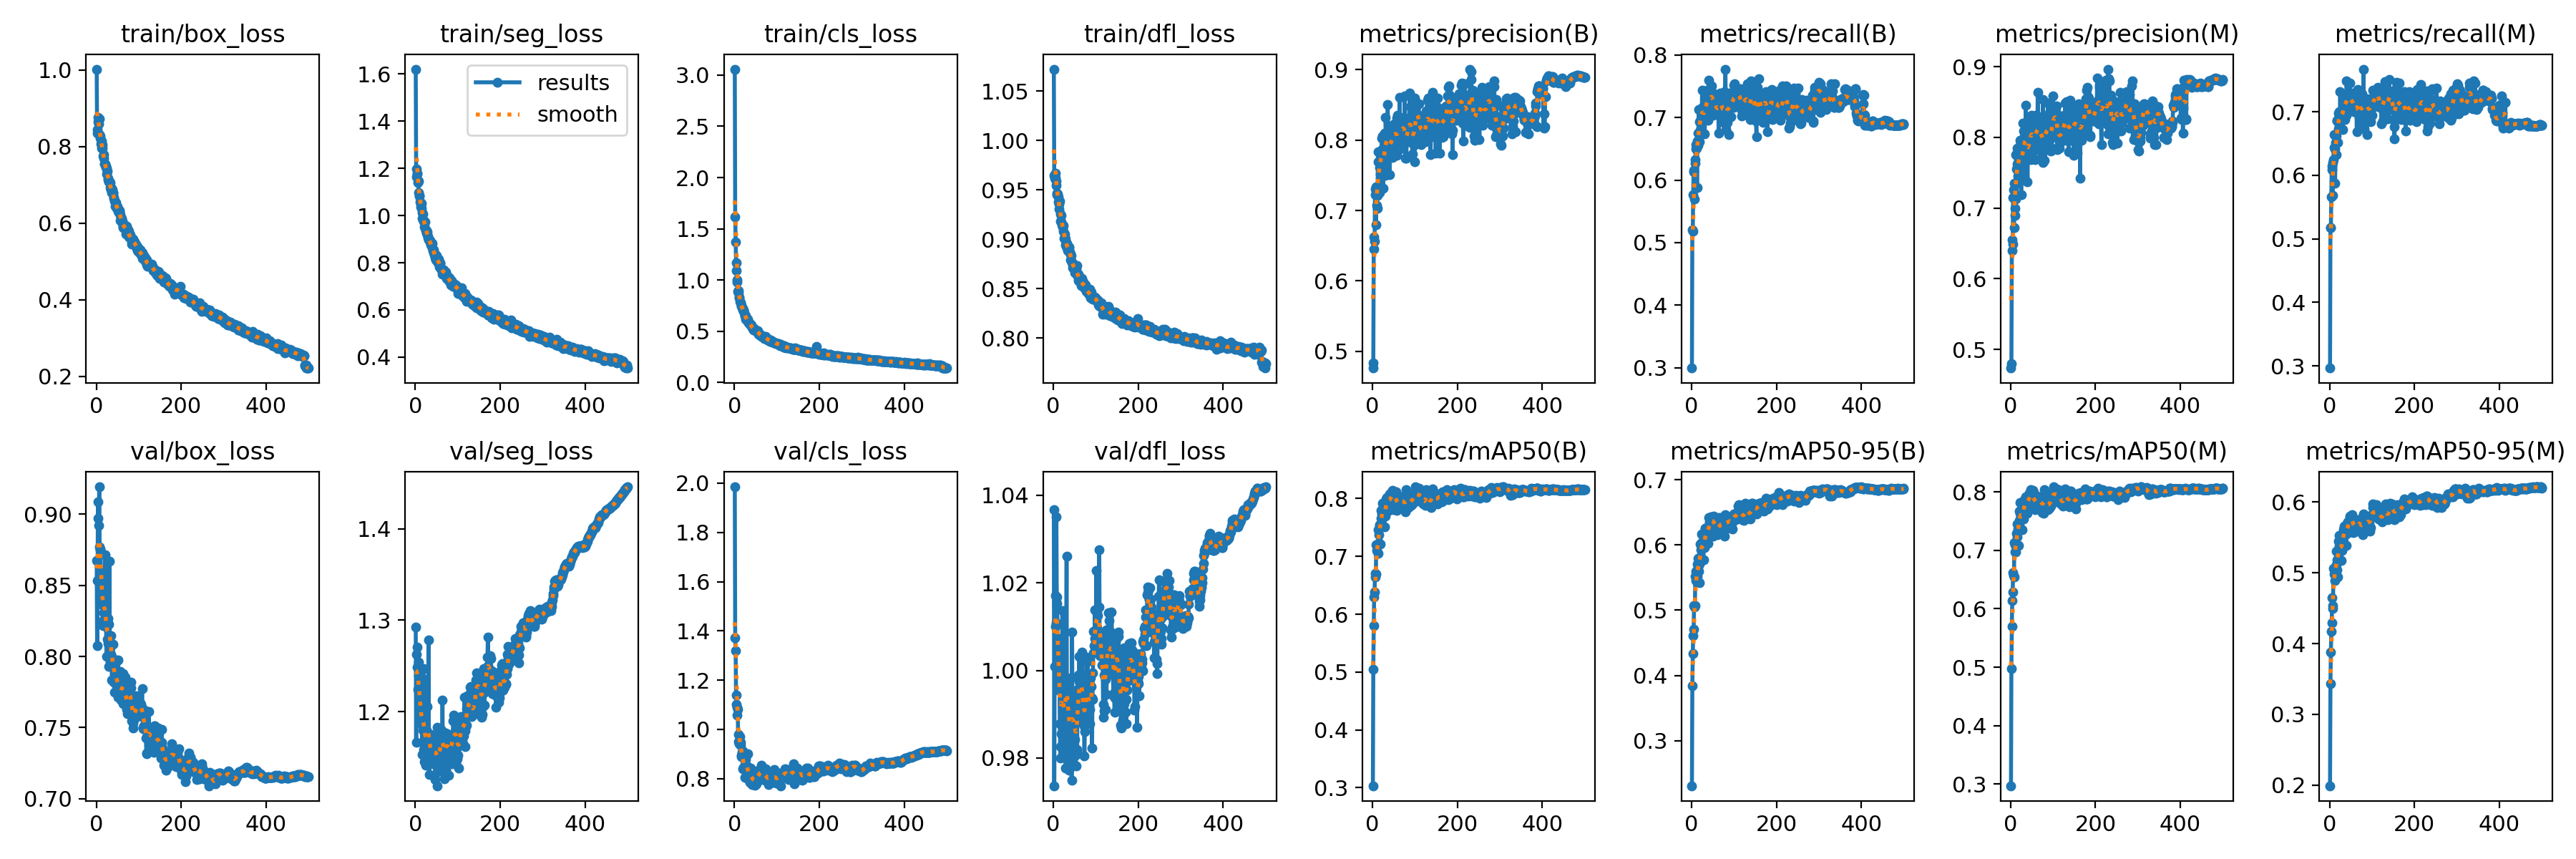 train/box_loss
train/seg_loss
train/cls_loss
train/dfl_loss
metrics/precision(B)
metrics/recall(B)
metrics/precision(M)
metrics/recall(M)
1.0
0.8
0.6
0.4
0.2
0 200 400
1.6
1.4
1.2
1.0
0.8
0.6
0.4
0 200 400
results
smooth
3.0
2.5
2.0
1.5
1.0
0.5
0.0
0 200 400
1.05
1.00
0.95
0.90
0.85
0.80
0 200 400
0.9
0.8
0.7
0.6
0.5
0 200 400
0.8
0.7
0.6
0.5
0.4
0.3
0 200 400
0.9
0.8
0.7
0.6
0.5
0 200 400
0.7
0.6
0.5
0.4
0.3
0 200 400
val/box_loss
val/seg_loss
val/cls_loss
val/dfl_loss
metrics/mAP50(B)
metrics/mAP50-95(B)
metrics/mAP50(M)
metrics/mAP50-95(M)
0.90
0.85
0.80
0.75
0.70
0 200 400
1.4
1.3
1.2
0 200 400
2.0
1.8
1.6
1.4
1.2
1.0
0.8
0 200 400
1.04
1.02
1.00
0.98
0 200 400
0.8
0.7
0.6
0.5
0.4
0.3
0 200 400
0.7
0.6
0.5
0.4
0.3
0 200 400
0.8
0.7
0.6
0.5
0.4
0.3
0 200 400
0.6
0.5
0.4
0.3
0.2
0 200 400